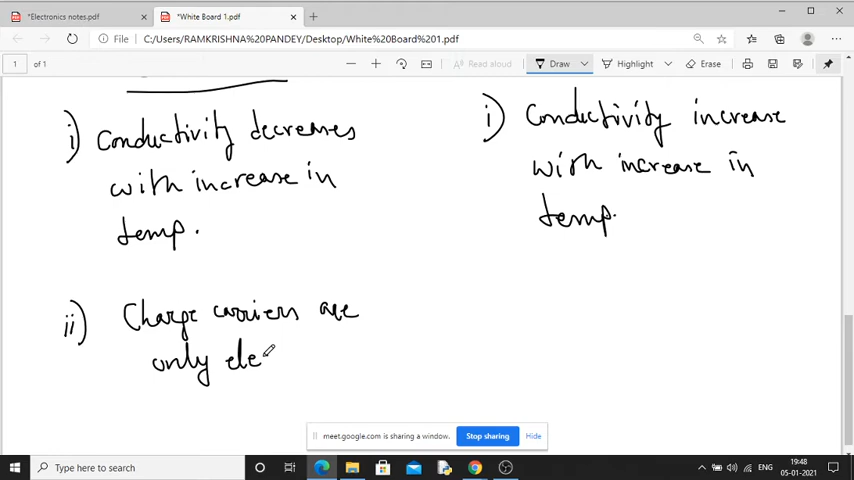 *Electronics notes.pdf
*White Board 1.pdf
File
C:/Users/RAMKRISHNA%20PANDEY/Desktop/White%20Board%201.pdf
1 of 1
Read aloud
Draw
Highlight
Erase
i) Conductivity decreases
with increase in
temp.
i) Conductivity increase
with increase in
temp.
ii) Charge carriers are
only ele
meet.google.com is sharing a window.
Stop sharing
Hide
Type here to search
ENG
19:48
05-01-2021